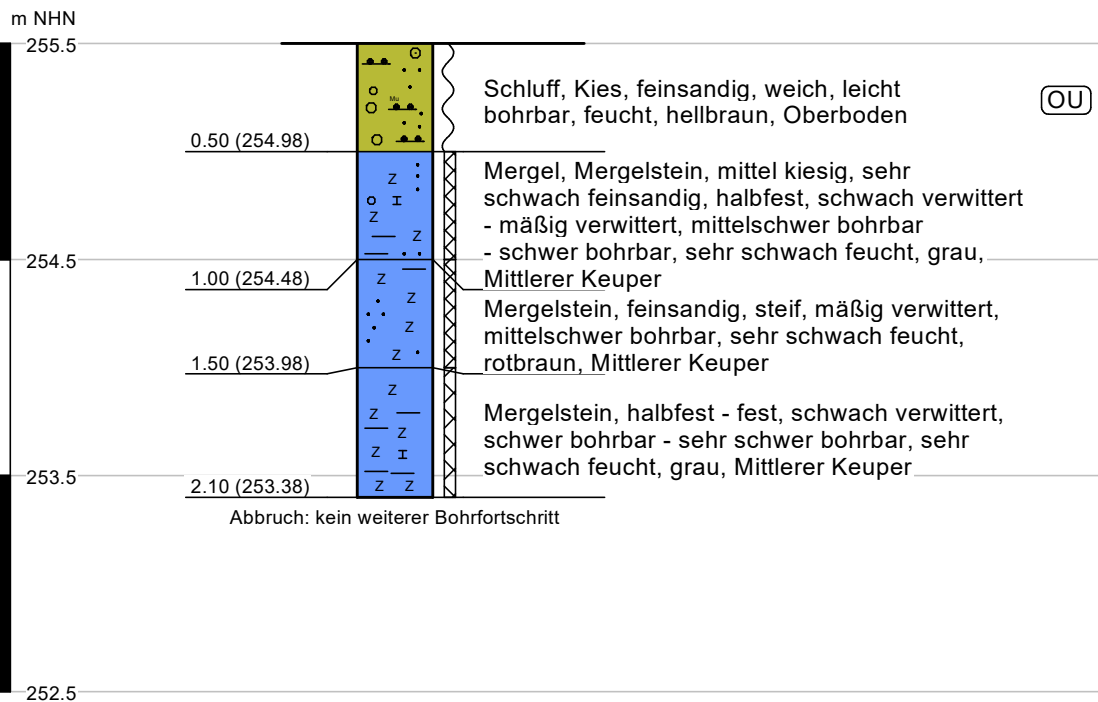 m NHN
255.5
Schluff, Kies, feinsandig, weich, leicht
bohrbar, feucht, hellbraun, Oberboden
OU
Mu
0.50 (254.98)
Mergel, Mergelstein, mittel kiesig, sehr
schwach feinsandig, halbfest, schwach verwittert
- mäßig verwittert, mittelschwer bohrbar
- schwer bohrbar, sehr schwach feucht, grau,
Mittlerer Keuper
254.5
1.00 (254.48)
Mergelstein, feinsandig, steif, mäßig verwittert,
mittelschwer bohrbar, sehr schwach feucht,
rotbraun, Mittlerer Keuper
1.50 (253.98)
Mergelstein, halbfest - fest, schwach verwittert,
schwer bohrbar - sehr schwer bohrbar, sehr
schwach feucht, grau, Mittlerer Keuper
253.5
2.10 (253.38)
Abbruch: kein weiterer Bohrfortschritt
252.5